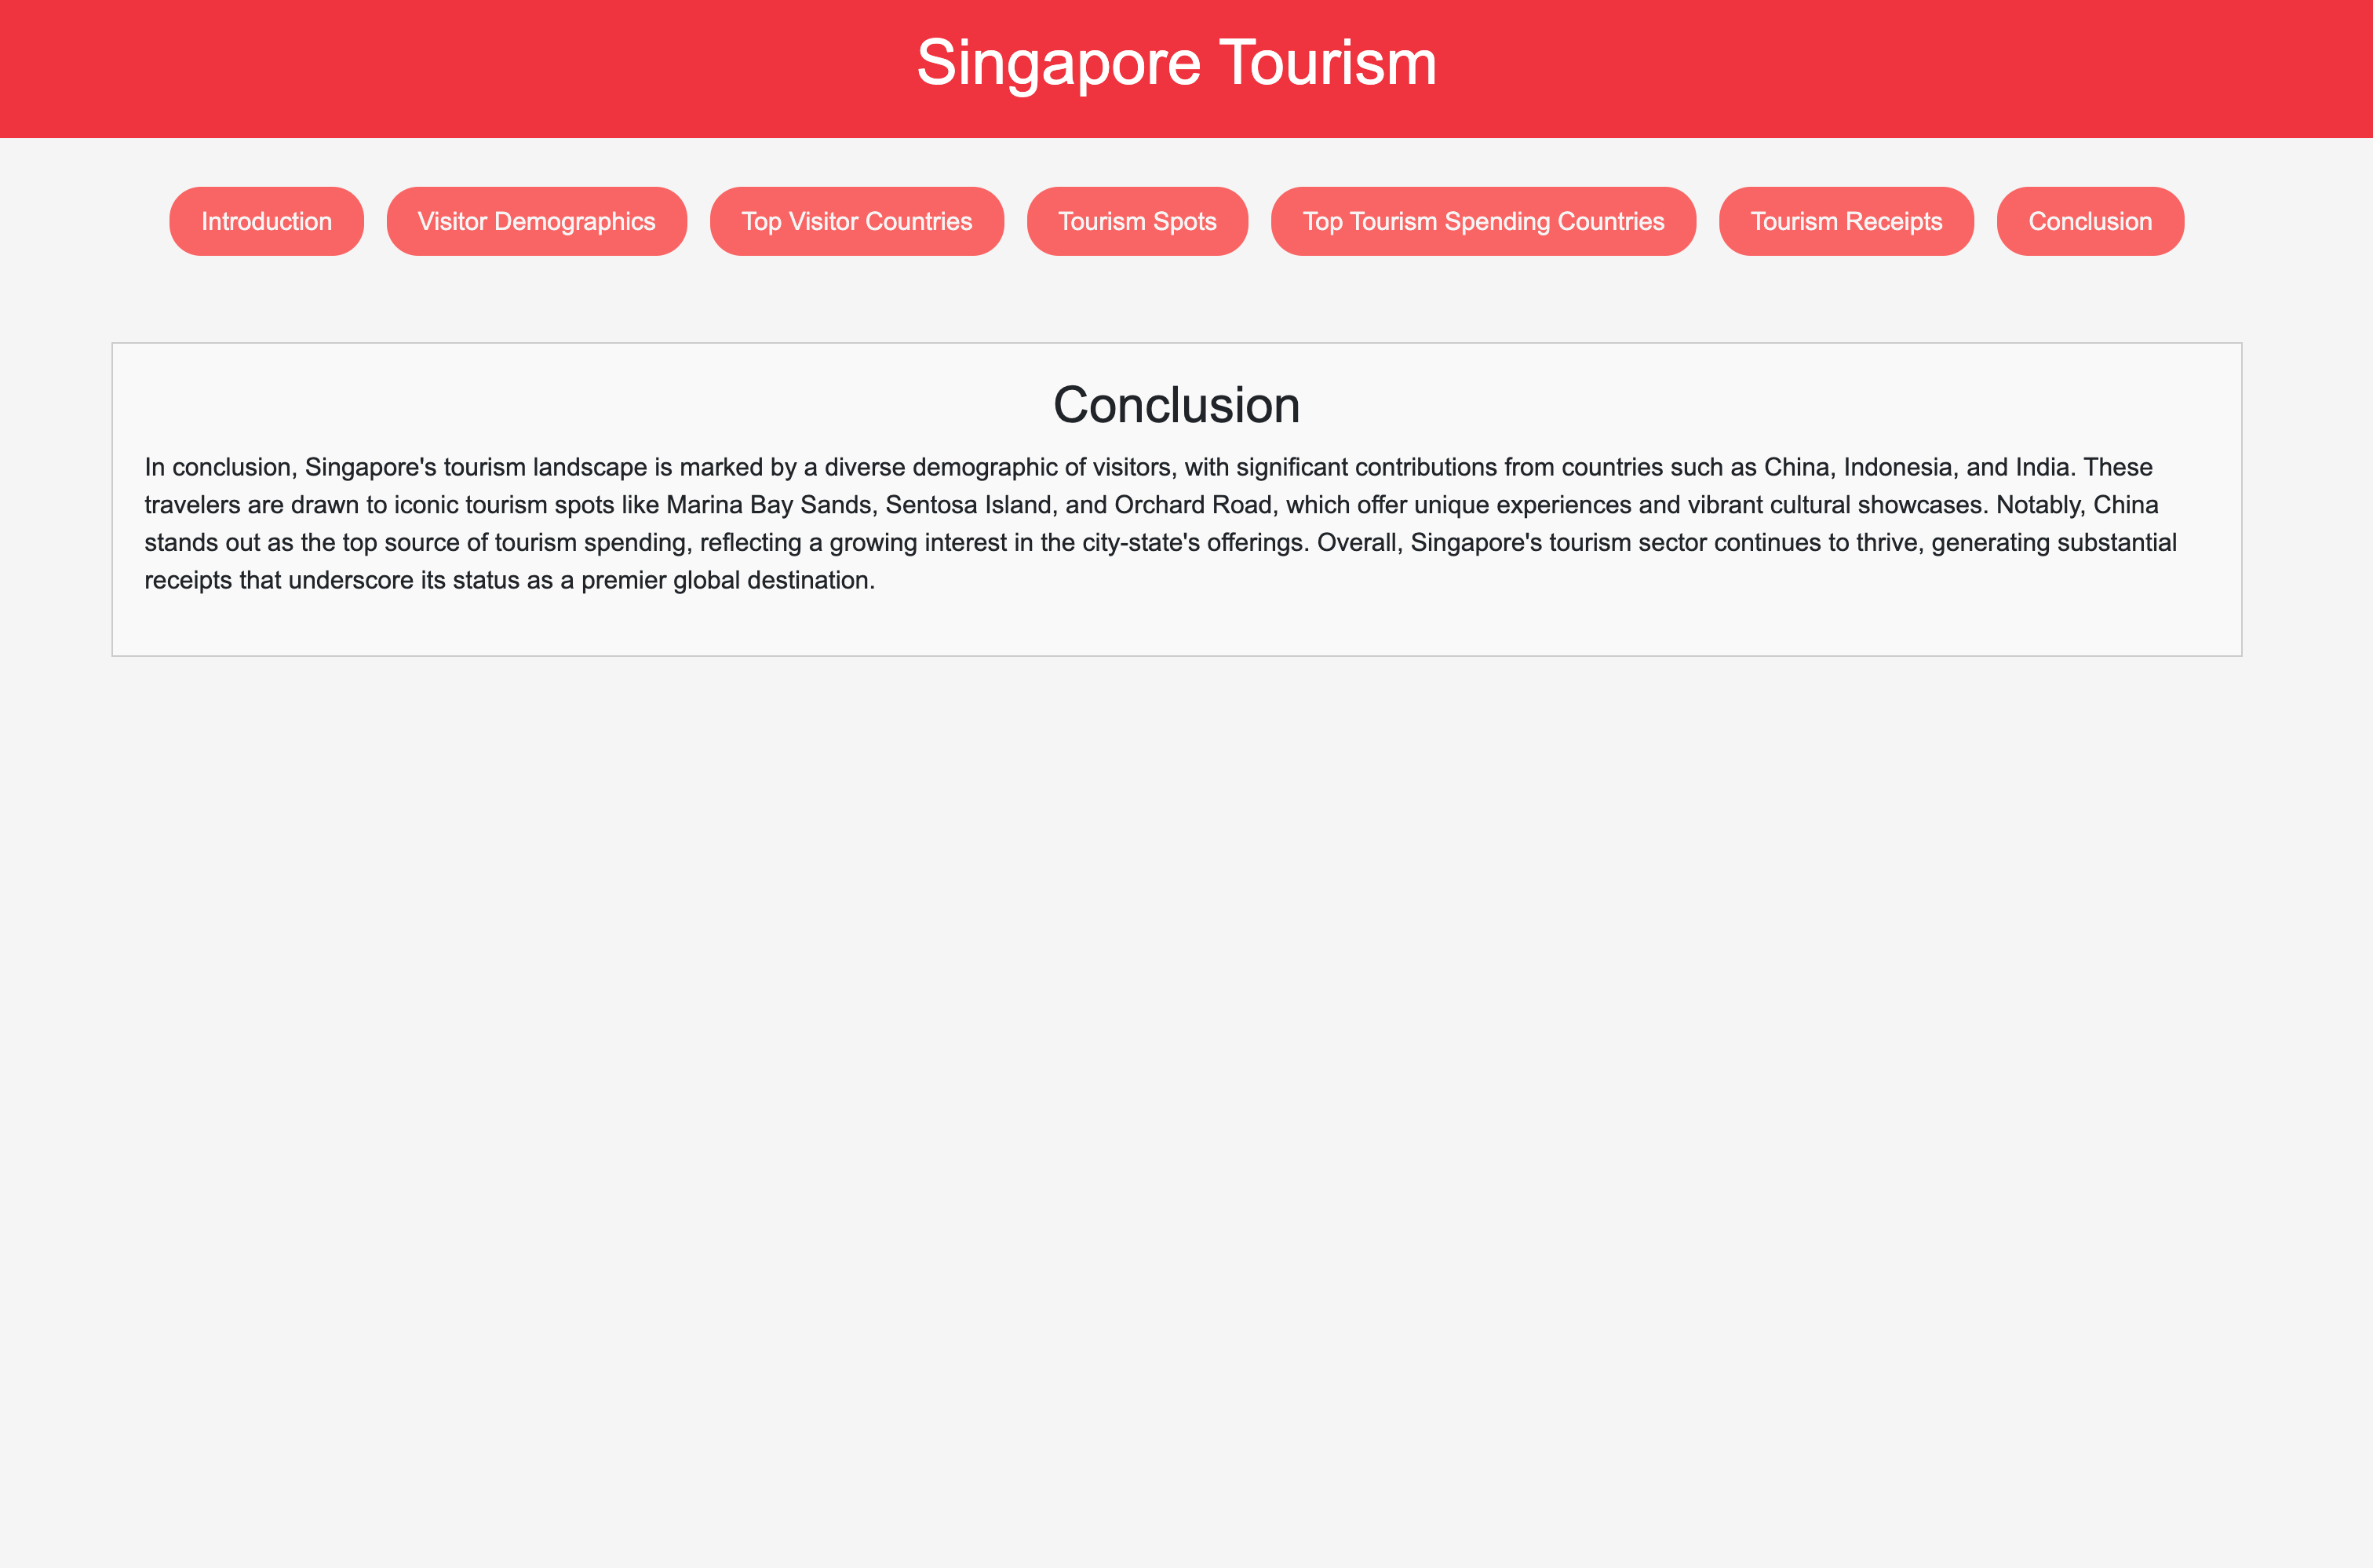 Singapore Tourism
Introduction
Visitor Demographics
Top Visitor Countries
Tourism Spots
Top Tourism Spending Countries
Tourism Receipts
Conclusion
Conclusion
In conclusion, Singapore's tourism landscape is marked by a diverse demographic of visitors, with significant contributions from countries such as China, Indonesia, and India. These
travelers are drawn to iconic tourism spots like Marina Bay Sands, Sentosa Island, and Orchard Road, which offer unique experiences and vibrant cultural showcases. Notably, China
stands out as the top source of tourism spending, reflecting a growing interest in the city-state's offerings. Overall, Singapore's tourism sector continues to thrive, generating substantial
receipts that underscore its status as a premier global destination.